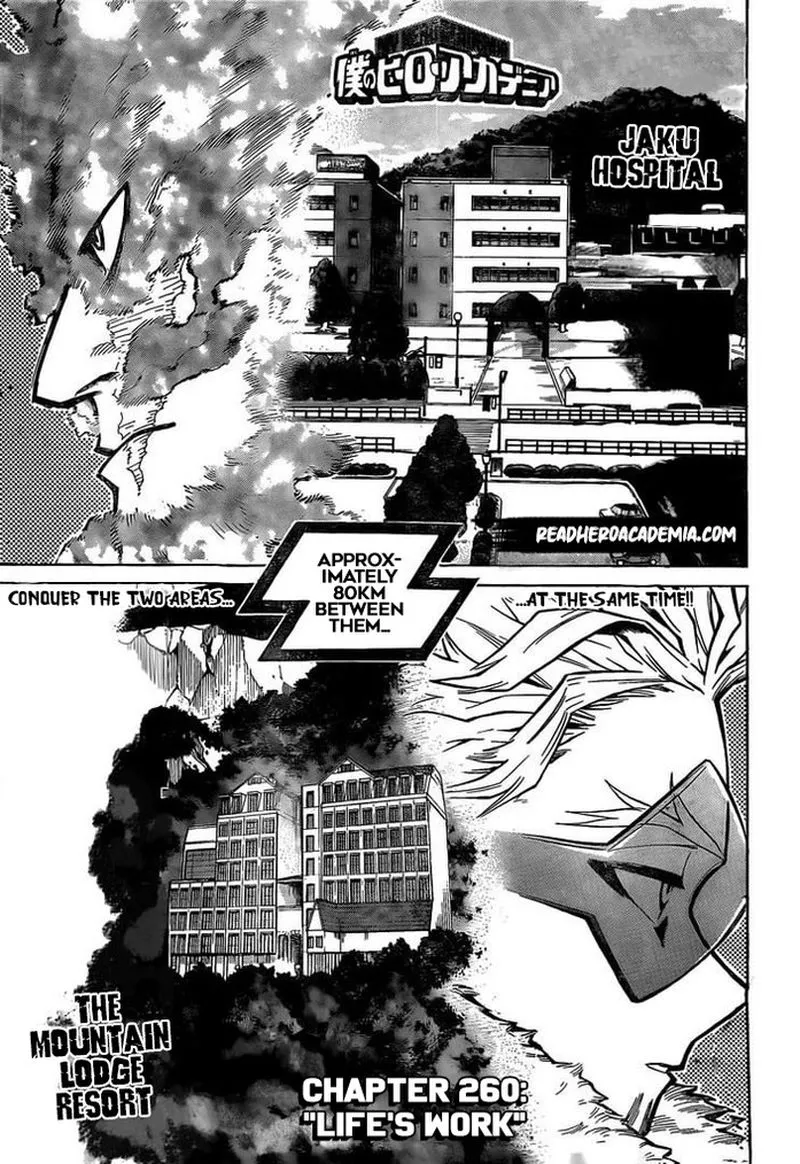 僕のヒーローアカデミア
JAKU
HOSPITAL
READHEROACADEMIA.COM
APPROX-
IMATELY
80KM
BETWEEN
THEM...
CONQUER THE TWO AREAS...
...AT THE SAME TIME!!
THE
MOUNTAIN
LODGE
RESORT
CHAPTER 260:
"LIFE'S WORK"